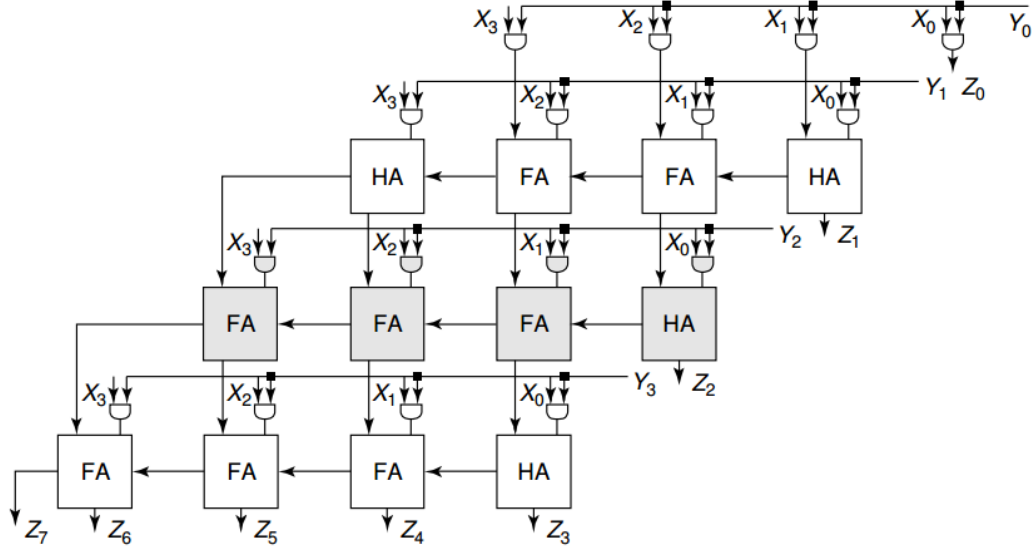 X₃ X₂ X₁ X₀ Y₀
X₃ X₂ X₁ X₀ Y₁ Z₀
HA FA FA HA
X₃ X₂ X₁ X₀ Y₂ Z₁
FA FA FA HA
X₃ X₂ X₁ X₀ Y₃ Z₂
FA FA FA HA
Z₇ Z₆ Z₅ Z₄ Z₃